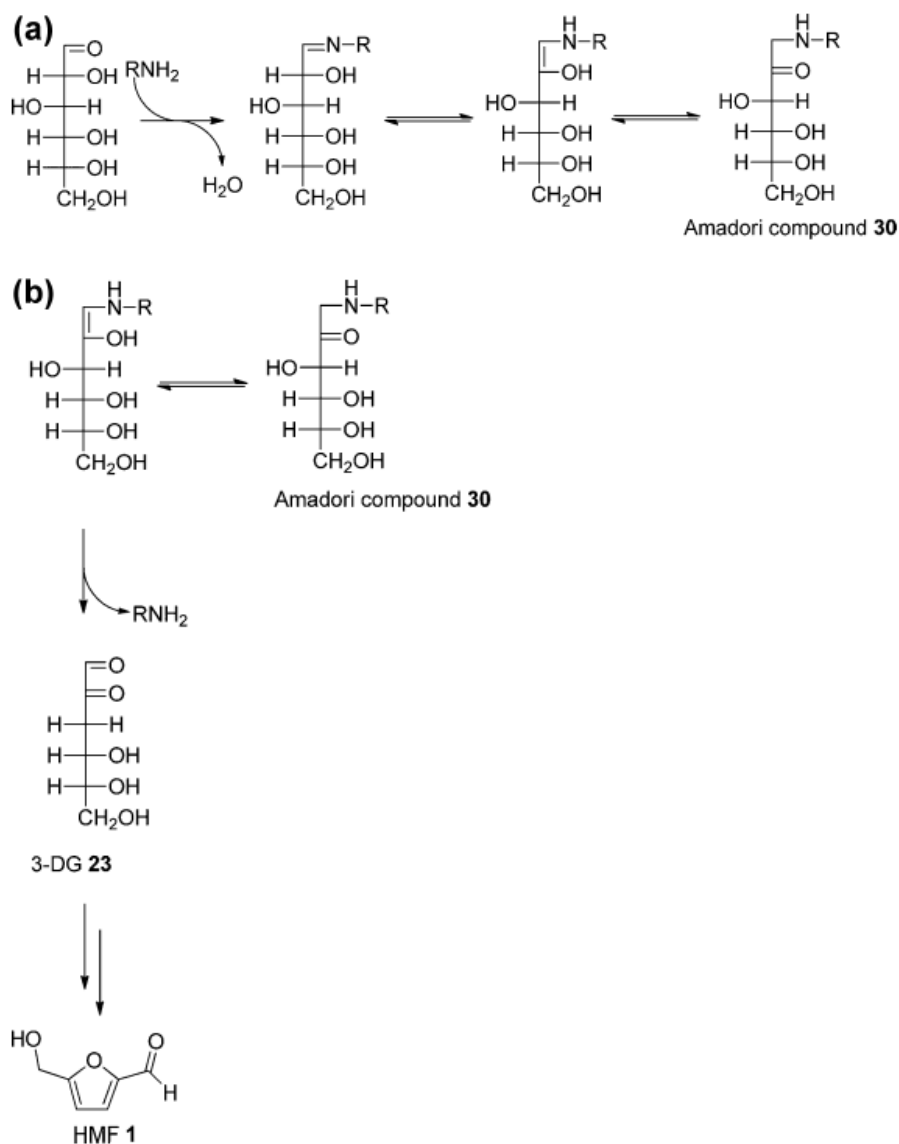 (a)
O
N-R
H
N-R
H
N-R
H OH
RNH2
H OH
OH
O
HO H
HO H
HO H
HO H
H OH
H OH
H OH
H OH
H OH
H OH
H OH
H OH
CH2OH
H2O
CH2OH
CH2OH
CH2OH
Amadori compound 30
(b)
H
N-R
H
N-R
OH
O
HO H
HO H
H OH
H OH
H OH
H OH
CH2OH
CH2OH
Amadori compound 30
RNH2
O
O
H H
H OH
H OH
CH2OH
3-DG 23
HO
O
O
H
HMF 1